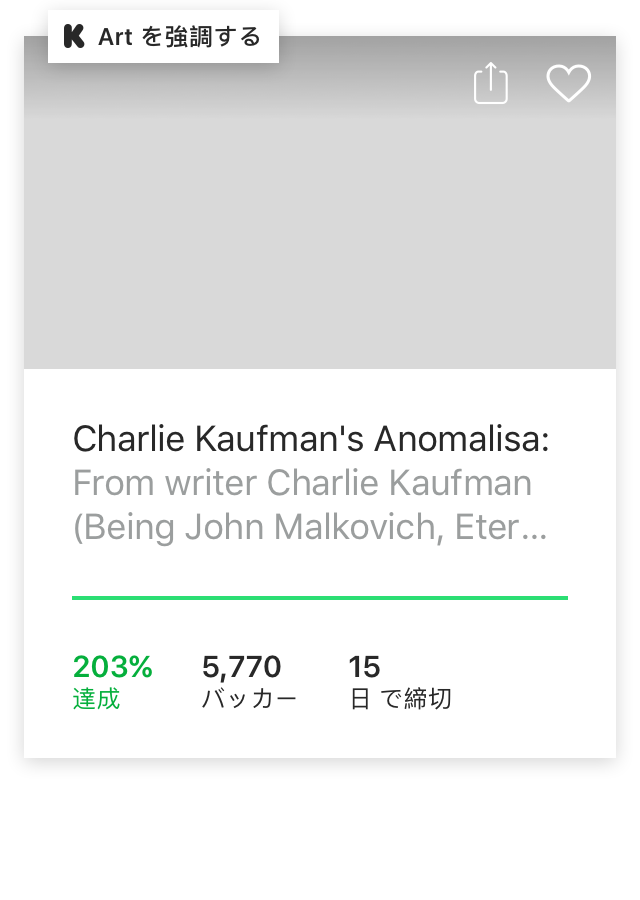 Art を強調する
Charlie Kaufman's Anomalisa:
From writer Charlie Kaufman
(Being John Malkovich, Eter...
203% 5,770 15
達成 バッカー 日 で締切